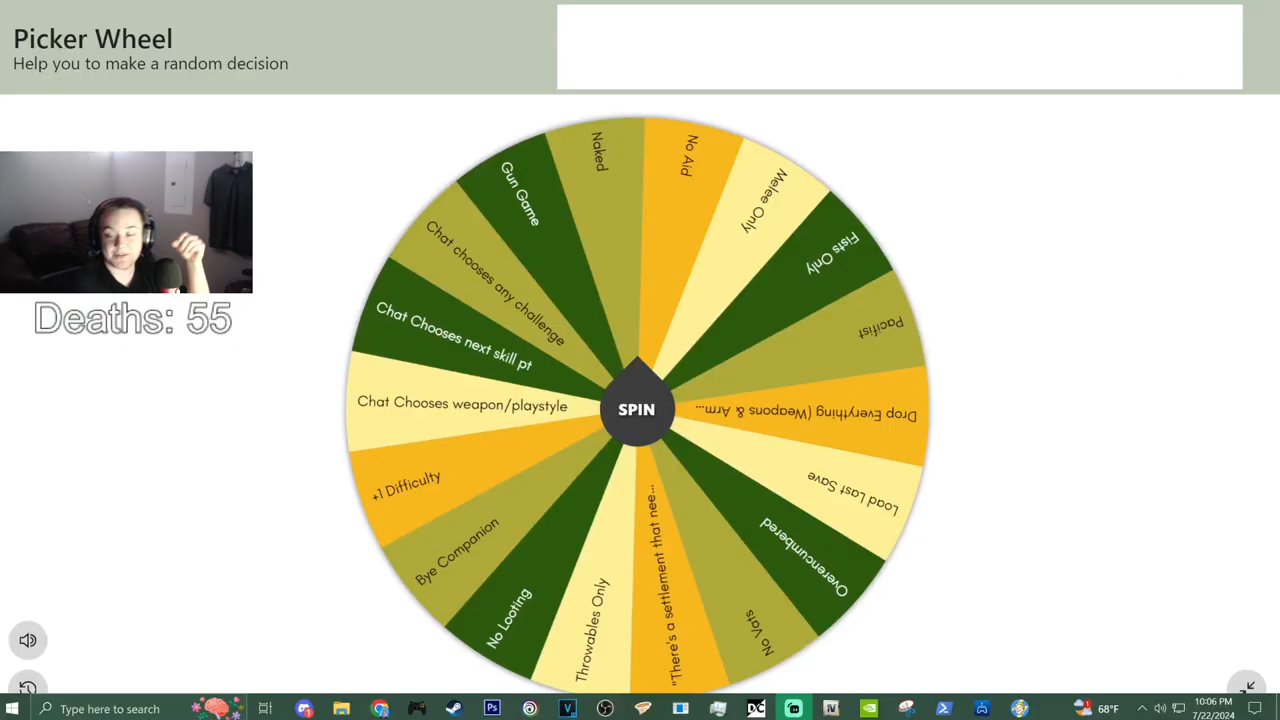 Picker Wheel
Help you to make a random decision
Deaths: 55
Naked
No Aid
Melee Only
Fists Only
Pacifist
Drop Everything (Weapons & Arm...
Load Last Save
Overencumbered
No Vats
"There's a settlement that nee...
Throwables Only
No Looting
Bye Companion
+1 Difficulty
Chat Chooses weapon/playstyle
Chat Chooses next skill pt
Chat chooses any challenge
Gun Game
SPIN
Type here to search
68°F
10:06 PM
7/22/2024